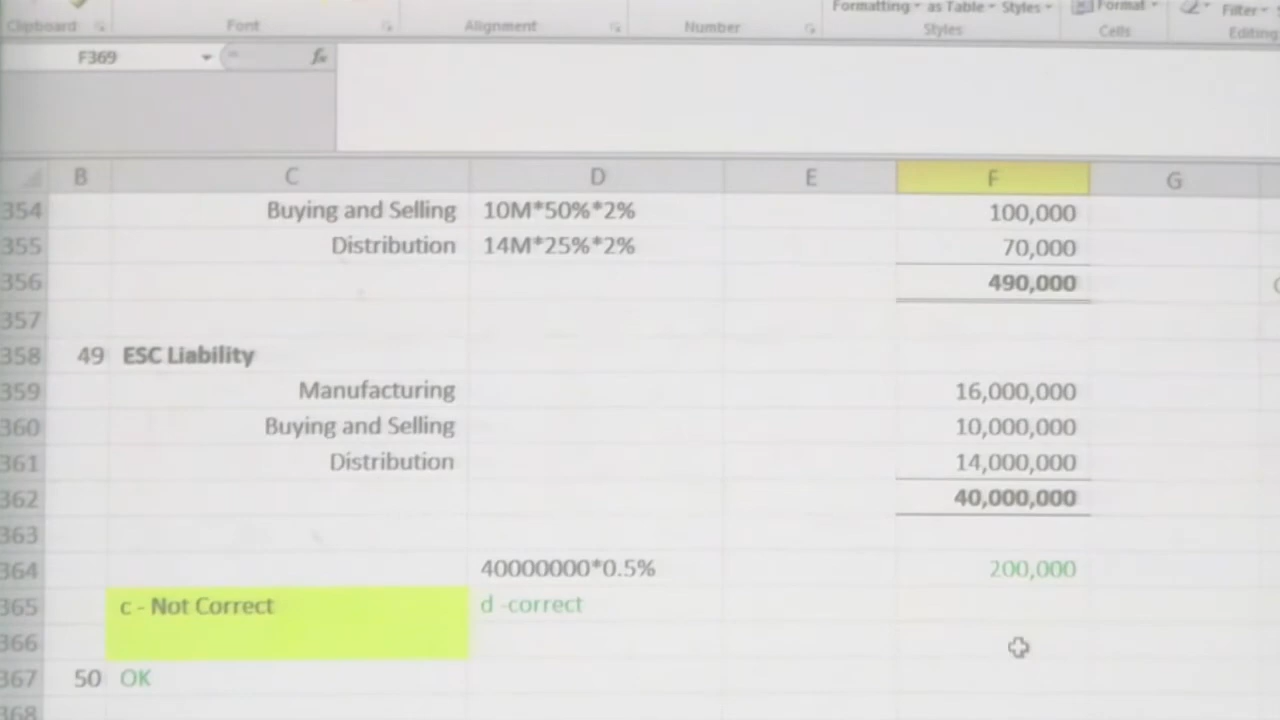 Formatting as Table Styles Format Filter
Clipboard Font Alignment Number Styles Cells Editing
F369 fx
B C D E F G
354 Buying and Selling 10M*50%*2% 100,000
355 Distribution 14M*25%*2% 70,000
356 490,000
357
358 49 ESC Liability
359 Manufacturing 16,000,000
360 Buying and Selling 10,000,000
361 Distribution 14,000,000
362 40,000,000
363
364 40000000*0.5% 200,000
365 c - Not Correct d -correct
366
367 50 OK
368